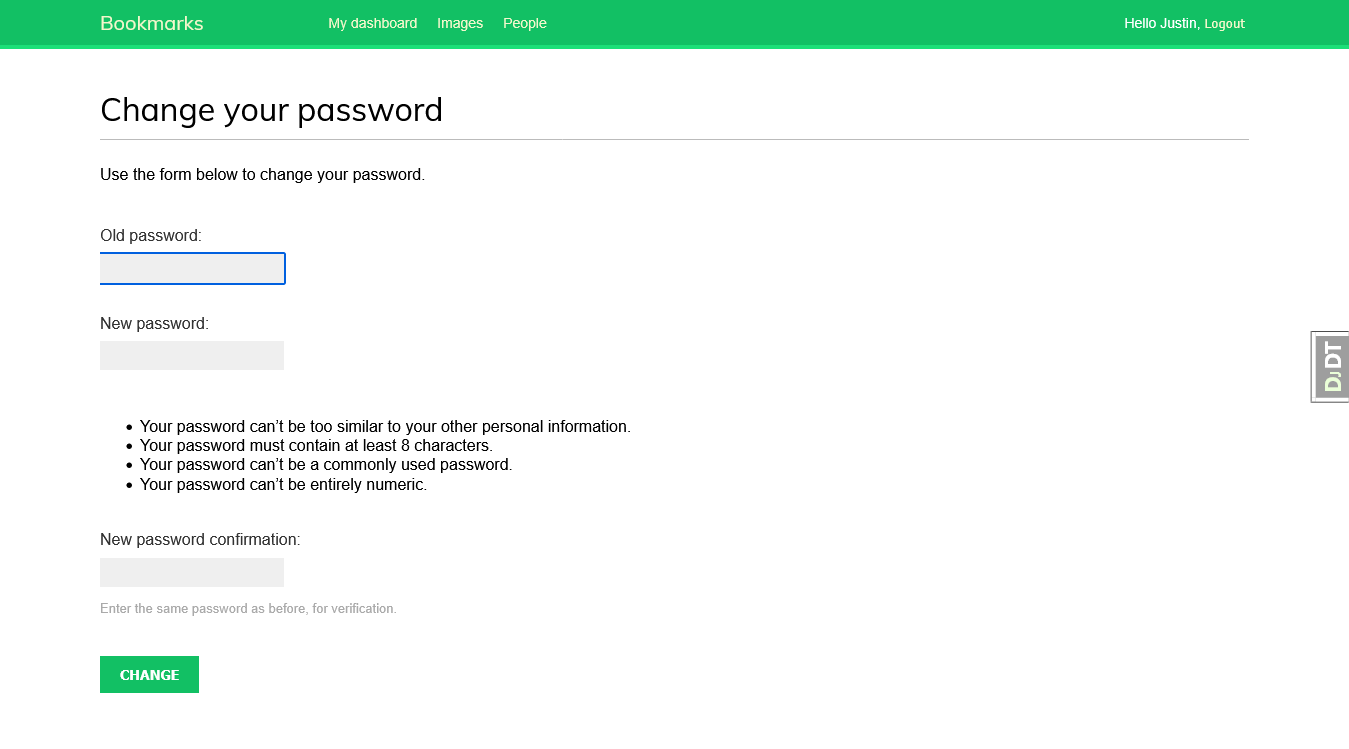 Bookmarks
My dashboard Images People
Hello Justin, Logout
Change your password
Use the form below to change your password.
Old password:
New password:
DJDT
• Your password can’t be too similar to your other personal information.
• Your password must contain at least 8 characters.
• Your password can’t be a commonly used password.
• Your password can’t be entirely numeric.
New password confirmation:
Enter the same password as before, for verification.
CHANGE